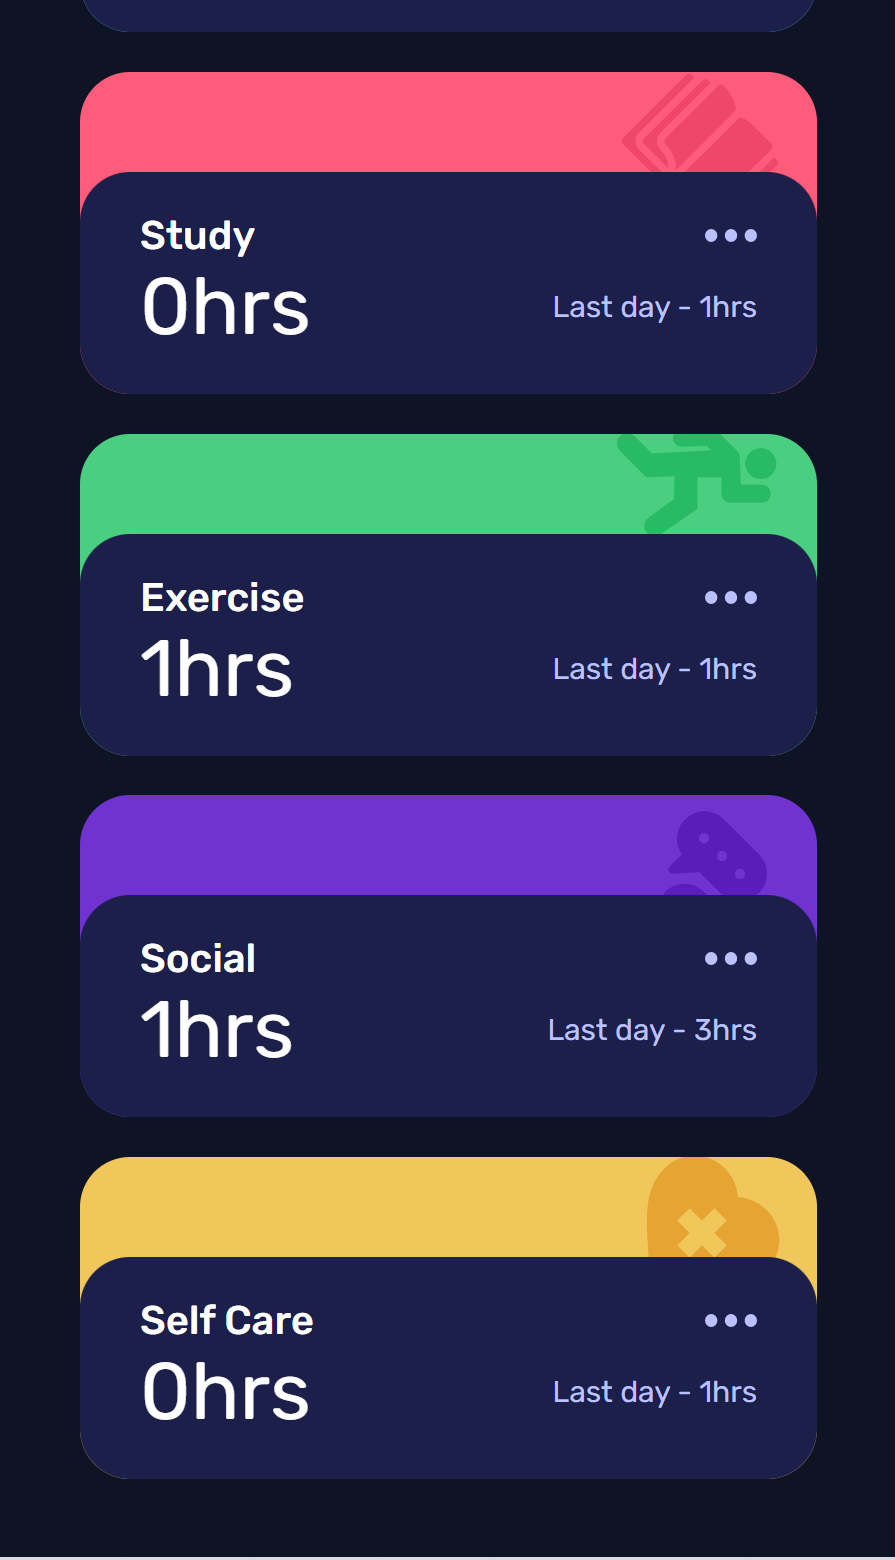 Study
0hrs
Last day - 1hrs
Exercise
1hrs
Last day - 1hrs
Social
1hrs
Last day - 3hrs
Self Care
0hrs
Last day - 1hrs